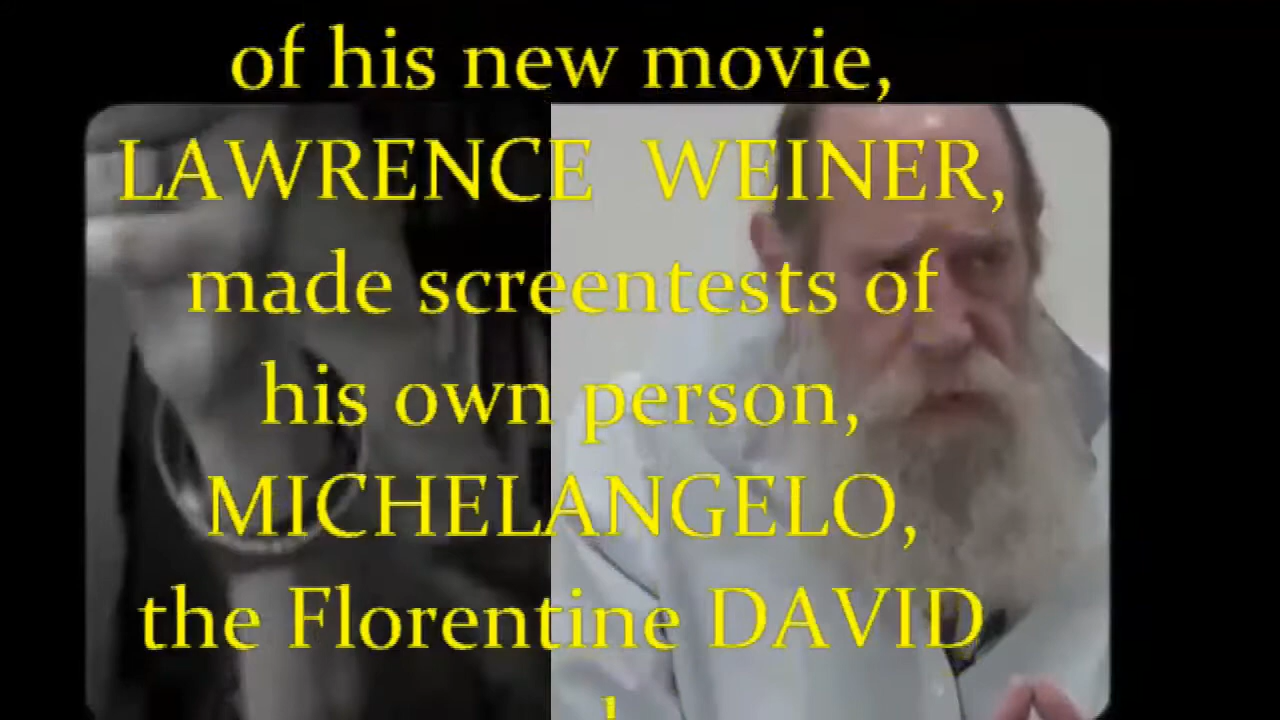 of his new movie,
LAWRENCE WEINER,
made screentests of
his own person,
MICHELANGELO,
the Florentine DAVID